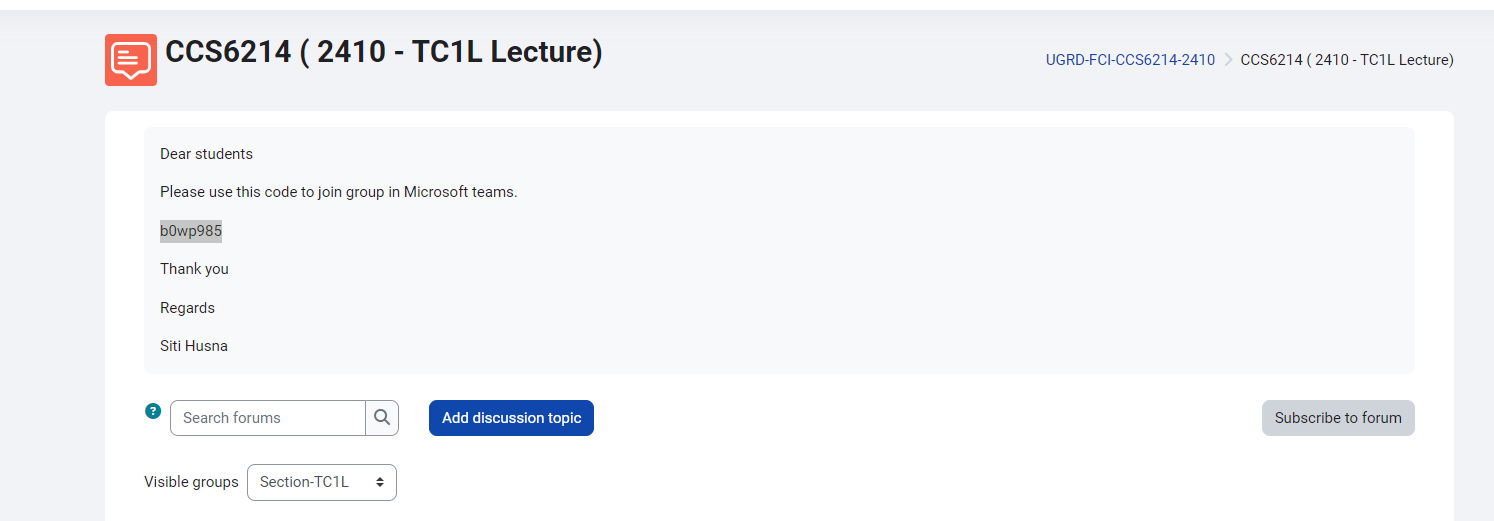 CCS6214 ( 2410 - TC1L Lecture)
UGRD-FCI-CCS6214-2410 > CCS6214 ( 2410 - TC1L Lecture)
Dear students
Please use this code to join group in Microsoft teams.
b0wp985
Thank you
Regards
Siti Husna
? Search forums Add discussion topic Subscribe to forum
Visible groups Section-TC1L